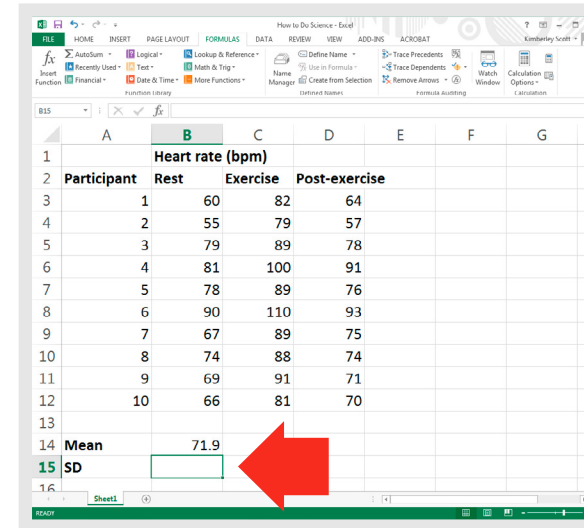 How to Do Science - Excel
FILE HOME INSERT PAGE LAYOUT FORMULAS DATA REVIEW VIEW ADD-INS ACROBAT Kimberley Scott
fx Insert Function
AutoSum Logical Lookup & Reference
Recently Used Text Math & Trig
Financial Date & Time More Functions
Name Manager
Define Name
Use in Formula
Create from Selection
Trace Precedents
Trace Dependents
Remove Arrows
Watch Window
Calculation Options
Function Library Defined Names Formula Auditing Calculation
B15 fx
A B C D E F G
1 Heart rate (bpm)
2 Participant Rest Exercise Post-exercise
3 1 60 82 64
4 2 55 79 57
5 3 79 89 78
6 4 81 100 91
7 5 78 89 76
8 6 90 110 93
9 7 67 89 75
10 8 74 88 74
11 9 69 91 71
12 10 66 81 70
13
14 Mean 71.9
15 SD
16
Sheet1
READY